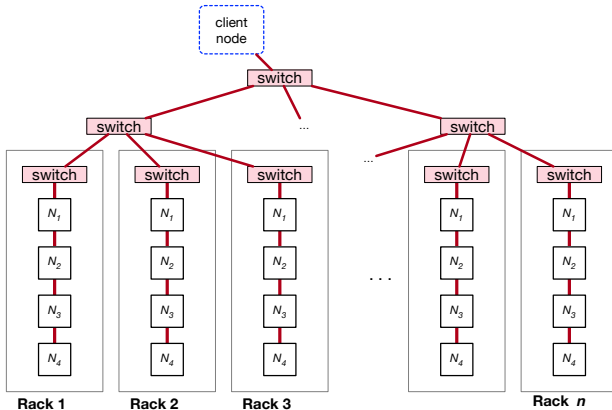 client
node
switch
switch
...
switch
...
switch
switch
switch
switch
switch
N1
N1
N1
N1
N1
N2
N2
N2
N2
N2
...
N3
N3
N3
N3
N3
N4
N4
N4
N4
N4
Rack 1
Rack 2
Rack 3
Rack n